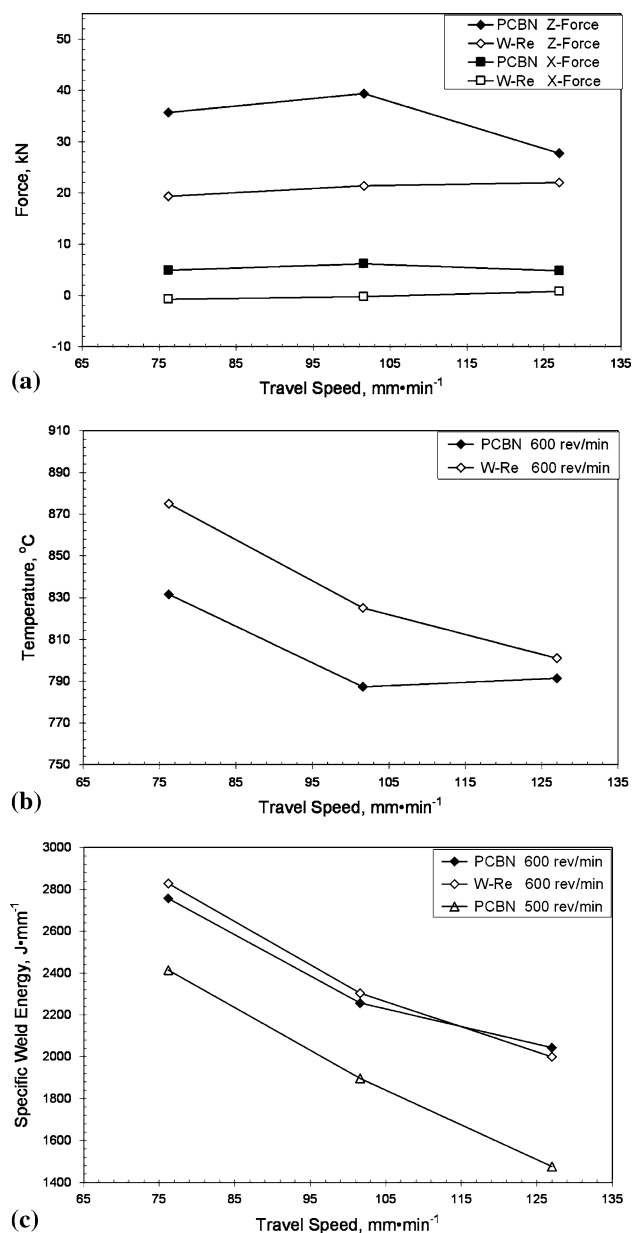 PCBN Z-Force
W-Re Z-Force
PCBN X-Force
W-Re X-Force
50
40
30
20
10
0
-10
Force, kN
65 75 85 95 105 115 125 135
Travel Speed, mm•min⁻¹
(a)
PCBN 600 rev/min
W-Re 600 rev/min
910
890
870
850
830
810
790
770
750
Temperature, °C
65 75 85 95 105 115 125 135
Travel Speed, mm•min⁻¹
(b)
PCBN 600 rev/min
W-Re 600 rev/min
PCBN 500 rev/min
3000
2800
2600
2400
2200
2000
1800
1600
1400
Specific Weld Energy, J•mm⁻¹
65 75 85 95 105 115 125 135
Travel Speed, mm•min⁻¹
(c)